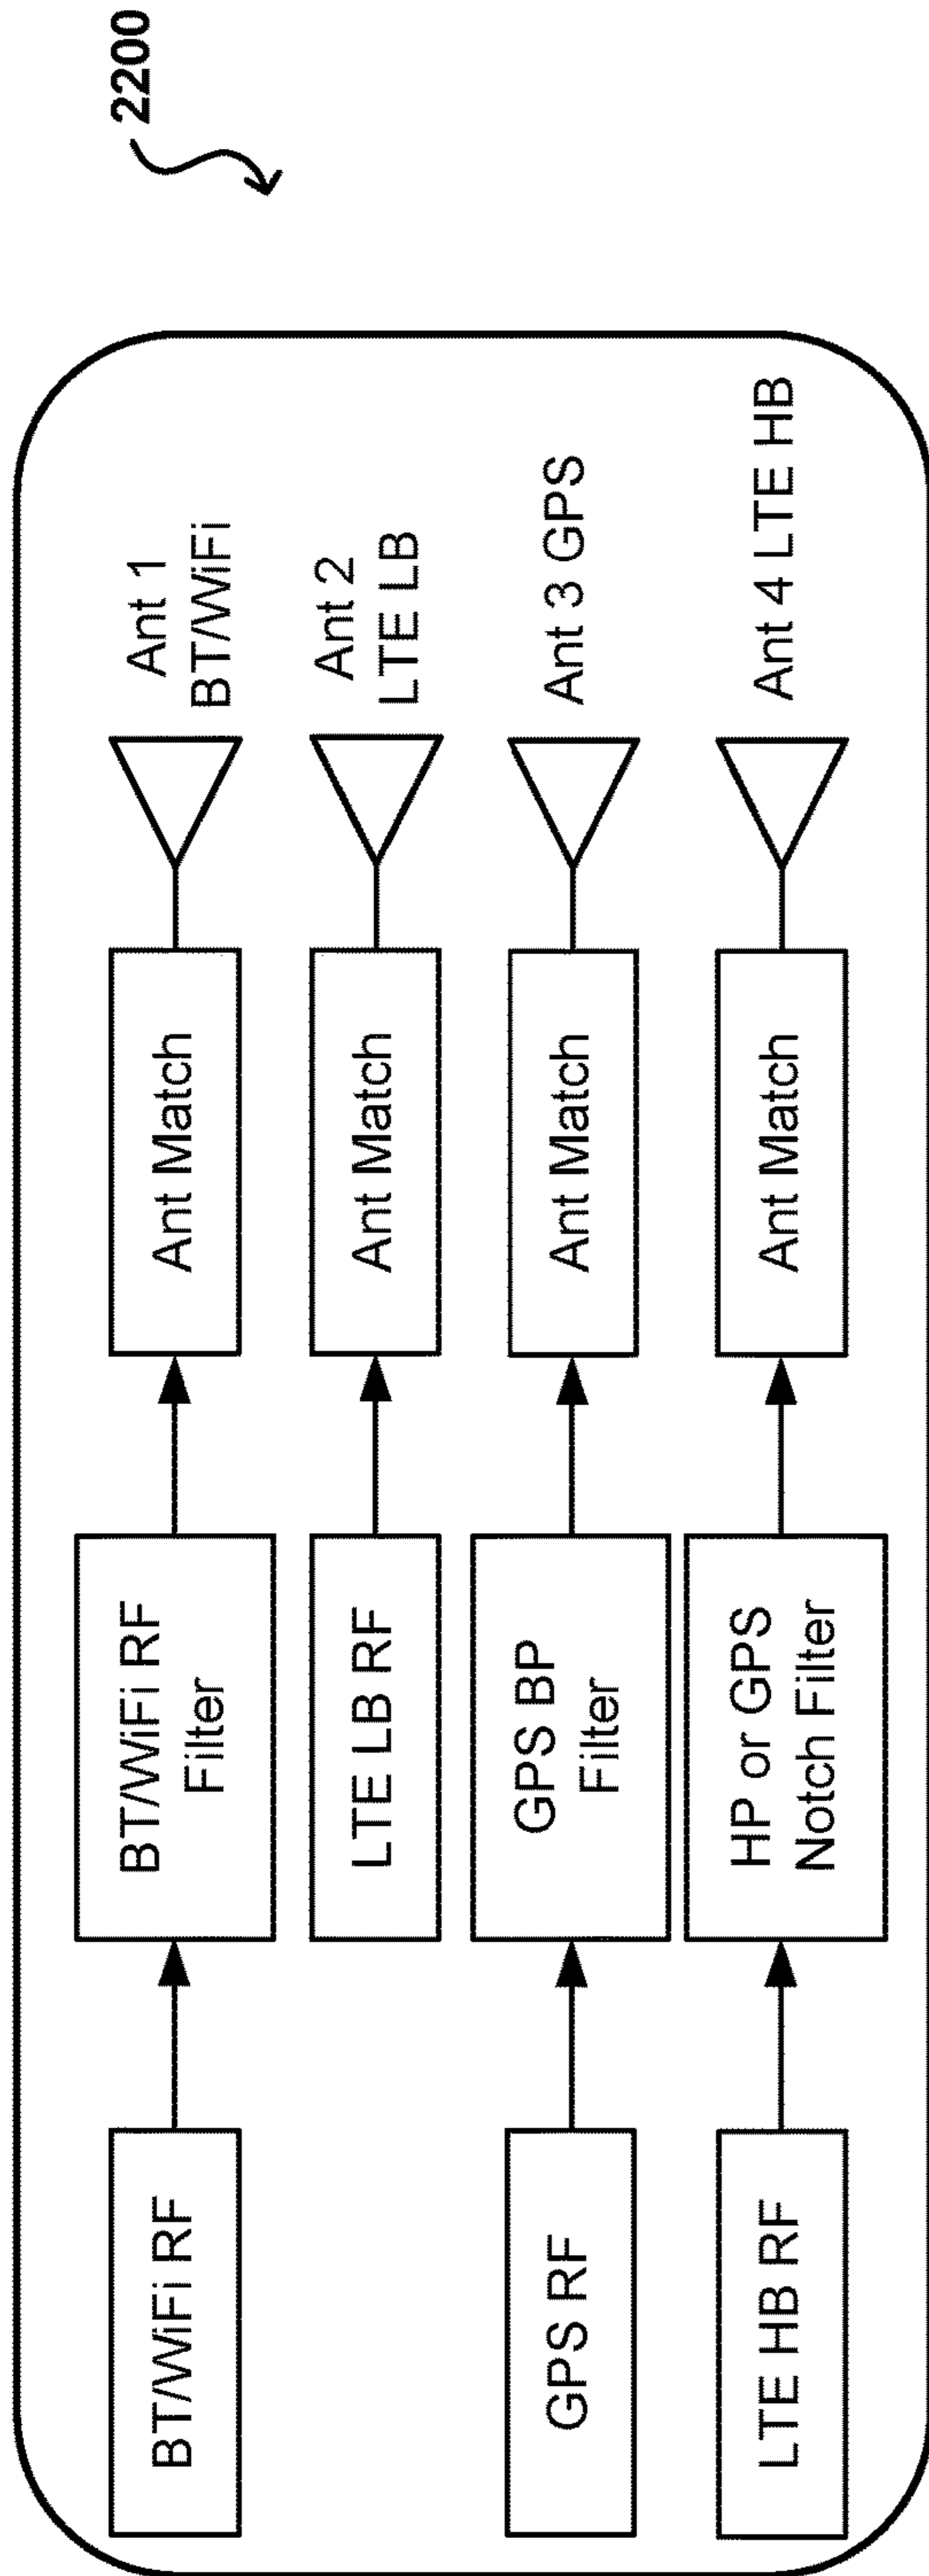 2200
BT/WiFi RF
BT/WiFi RF
Filter
Ant Match
Ant 1
BT/WiFi
LTE LB RF
Ant Match
Ant 2
LTE LB
GPS RF
GPS BP
Filter
Ant Match
Ant 3 GPS
LTE HB RF
HP or GPS
Notch Filter
Ant Match
Ant 4 LTE HB